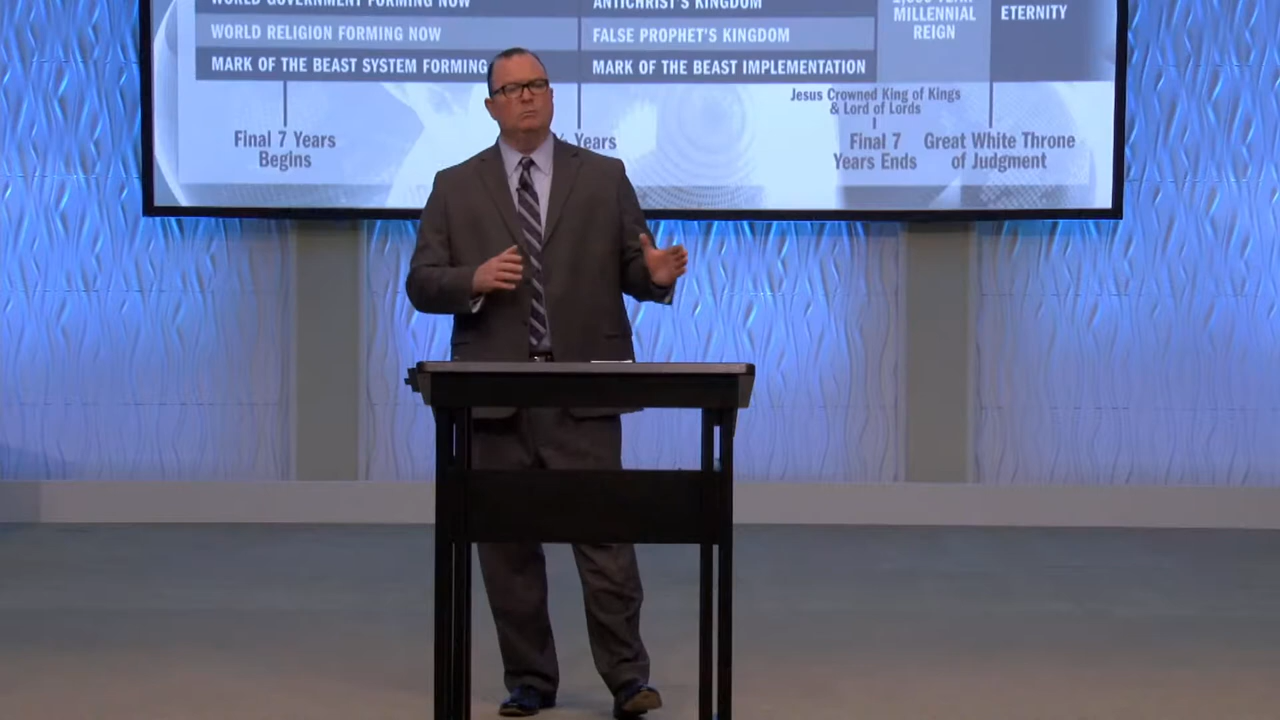 WORLD GOVERNMENT FORMING NOW
ANTICHRIST'S KINGDOM
WORLD RELIGION FORMING NOW
FALSE PROPHET'S KINGDOM
MARK OF THE BEAST SYSTEM FORMING
MARK OF THE BEAST IMPLEMENTATION
MILLENNIAL
REIGN
ETERNITY
Jesus Crowned King of Kings
& Lord of Lords
Final 7 Years
Begins
Years
Final 7
Years Ends
Great White Throne
of Judgment